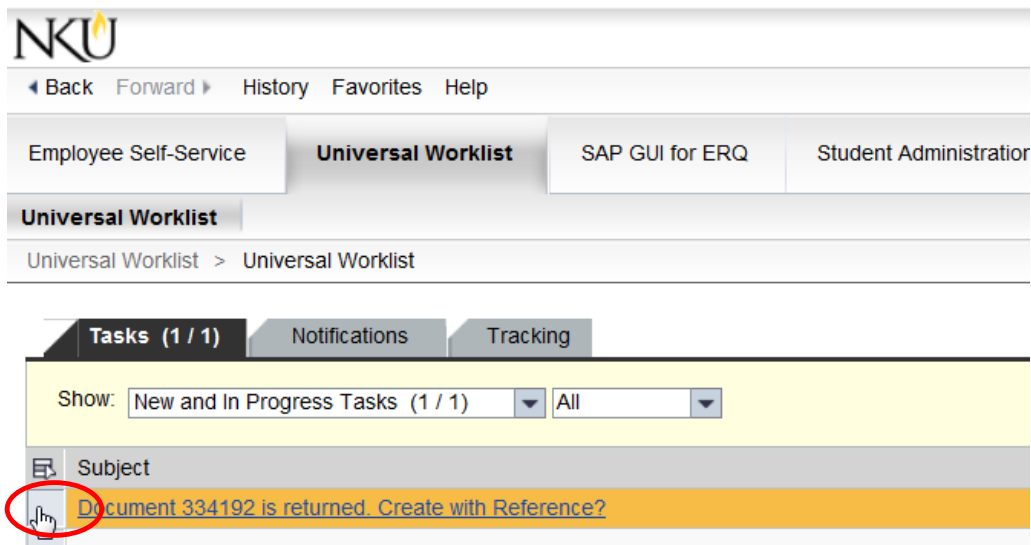 NKU
Back Forward History Favorites Help
Employee Self-Service Universal Worklist SAP GUI for ERQ Student Administration
Universal Worklist
Universal Worklist > Universal Worklist
Tasks (1 / 1) Notifications Tracking
Show: New and In Progress Tasks (1 / 1) All
Subject
Document 334192 is returned. Create with Reference?